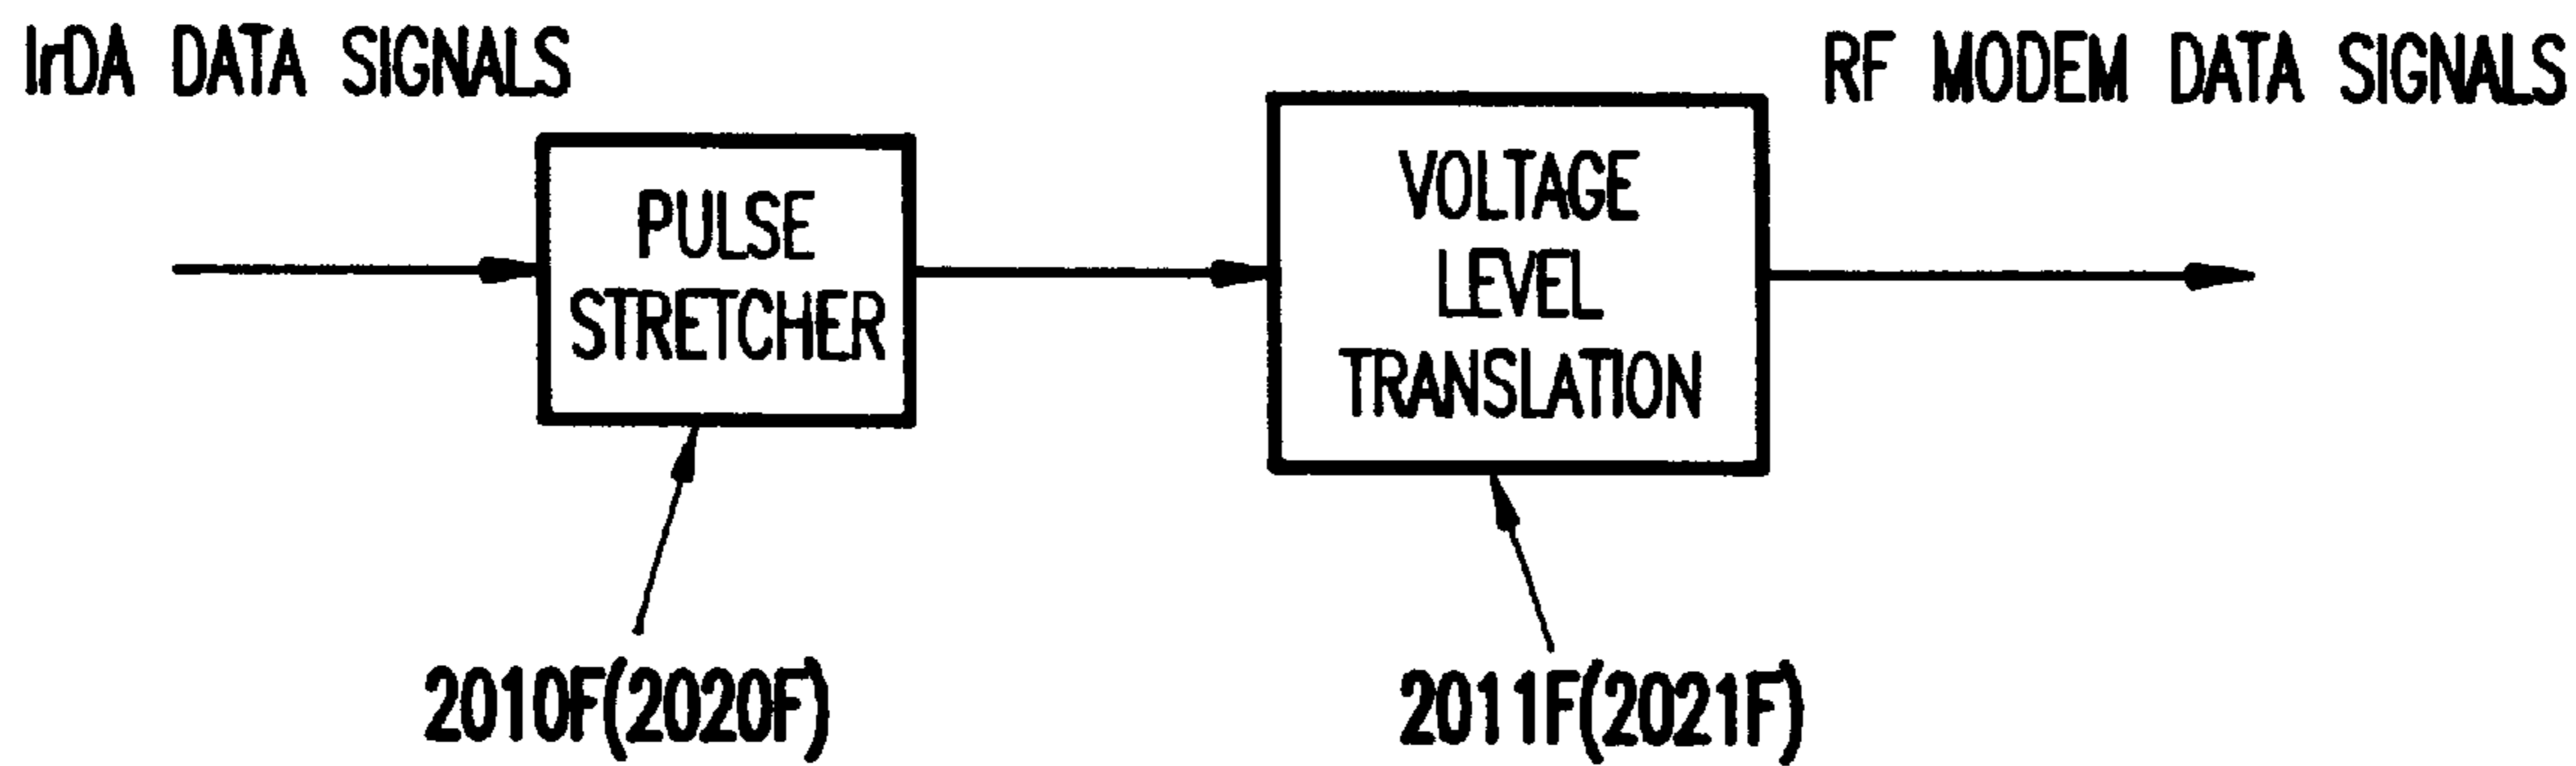 IrDA DATA SIGNALS
RF MODEM DATA SIGNALS
PULSE
STRETCHER
VOLTAGE
LEVEL
TRANSLATION
2010F(2020F)
2011F(2021F)